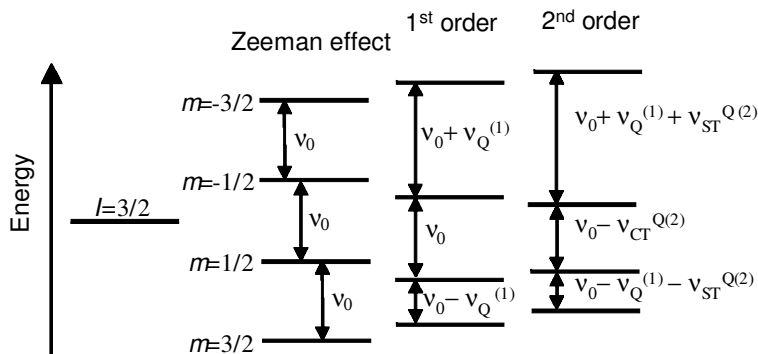 Zeeman effect
1st order
2nd order
Energy
I=3/2
m=-3/2
m=-1/2
m=1/2
m=3/2
ν0
ν0
ν0
ν0+ νQ(1)
ν0
ν0− νQ(1)
ν0+ νQ(1)+ νSTQ(2)
ν0− νCTQ(2)
ν0− νQ(1)− νSTQ(2)